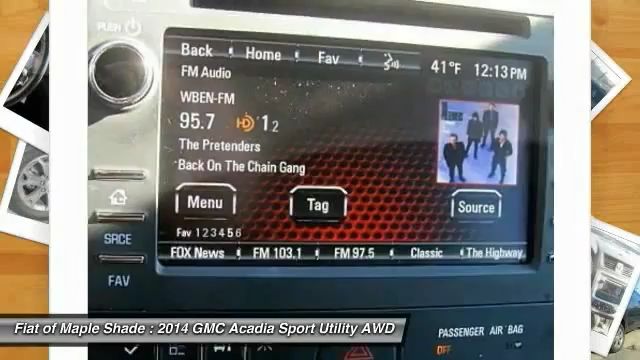 PUSH
Back Home Fav 41°F 12:13 PM
FM Audio
WBEN-FM
95.7 HD 1 2
The Pretenders
Back On The Chain Gang
Menu Tag Source
Fav 1 2 3 4 5 6
FOX News FM 103.1 FM 97.5 Classic The Highway
SRCE
FAV
Fiat of Maple Shade : 2014 GMC Acadia Sport Utility AWD
PASSENGER AIR BAG
OFF